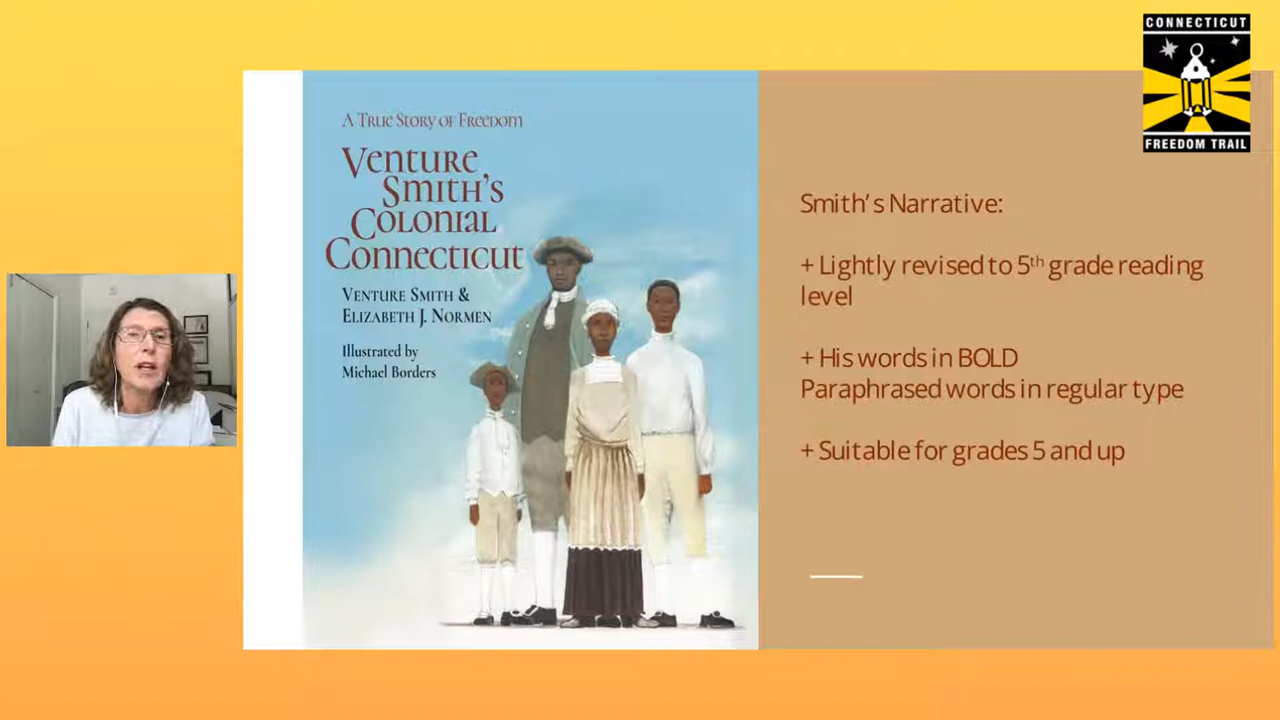 CONNECTICUT
FREEDOM TRAIL
A True Story of Freedom
Venture
Smith's
Colonial
Connecticut
Venture Smith &
Elizabeth J. Normen
Illustrated by
Michael Borders
Smith's Narrative:
+ Lightly revised to 5th grade reading
level
+ His words in BOLD
Paraphrased words in regular type
+ Suitable for grades 5 and up